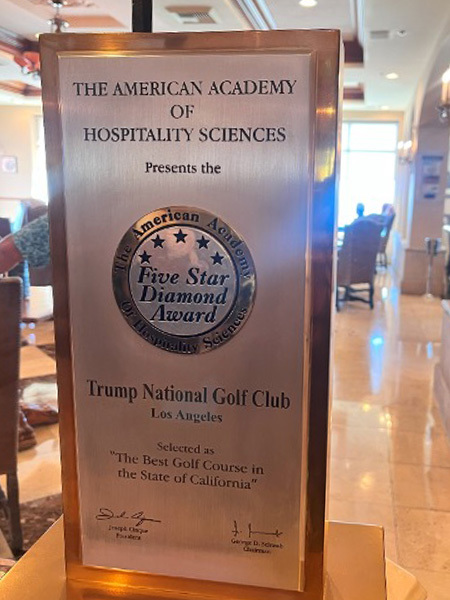 THE AMERICAN ACADEMY
OF
HOSPITALITY SCIENCES
Presents the
The American Academy
Five Star
Diamond
Award
Of Hospitality Sciences
Trump National Golf Club
Los Angeles
Selected as
"The Best Golf Course in
the State of California"
Joseph Cinque
President
George D.
Chairman